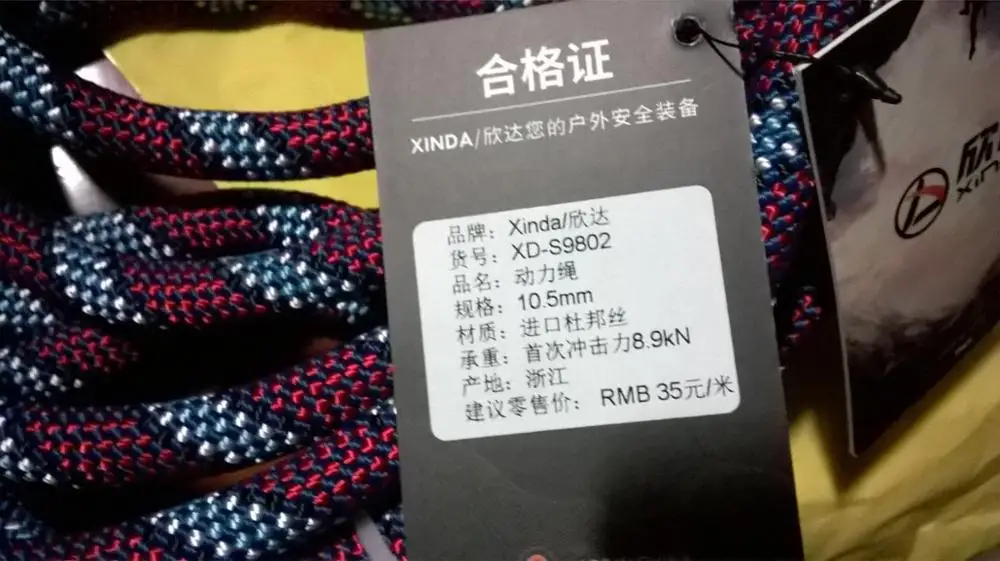 合格证
XINDA/欣达您的户外安全装备
品牌：Xinda/欣达
货号：XD-S9802
品名：动力绳
规格：10.5mm
材质：进口杜邦丝
承重：首次冲击力8.9kN
产地：浙江
建议零售价：RMB 35元/米
欣